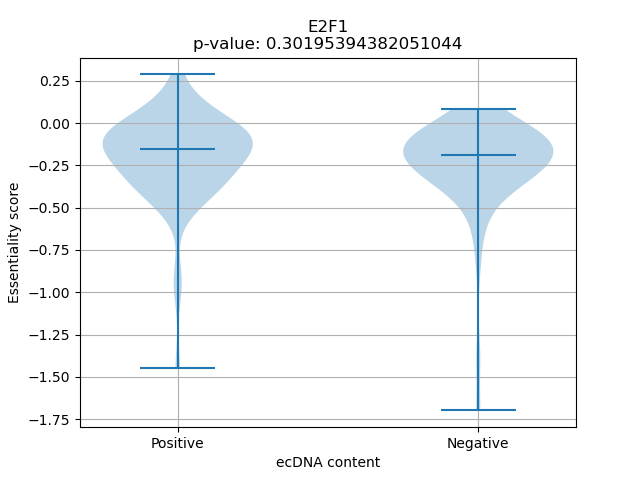 E2F1
p-value: 0.30195394382051044
0.25
0.00
−0.25
−0.50
−0.75
−1.00
−1.25
−1.50
−1.75
Essentiality score
Positive
Negative
ecDNA content